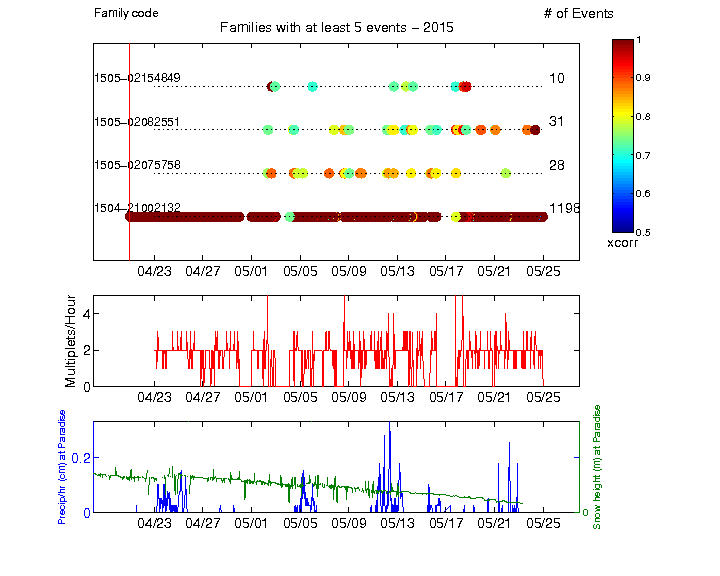 Family code
# of Events
Families with at least 5 events − 2015
1505−02154849
10
1505−02082551
31
1505−02075758
28
1504−21002132
1198
04/23 04/27 05/01 05/05 05/09 05/13 05/17 05/21 05/25
1
0.9
0.8
0.7
0.6
0.5
xcorr
Multiplets/Hour
4
2
0
04/23 04/27 05/01 05/05 05/09 05/13 05/17 05/21 05/25
Precip/hr (cm) at Paradise
0.2
0
0
Snow height (m) at Paradise
04/23 04/27 05/01 05/05 05/09 05/13 05/17 05/21 05/25